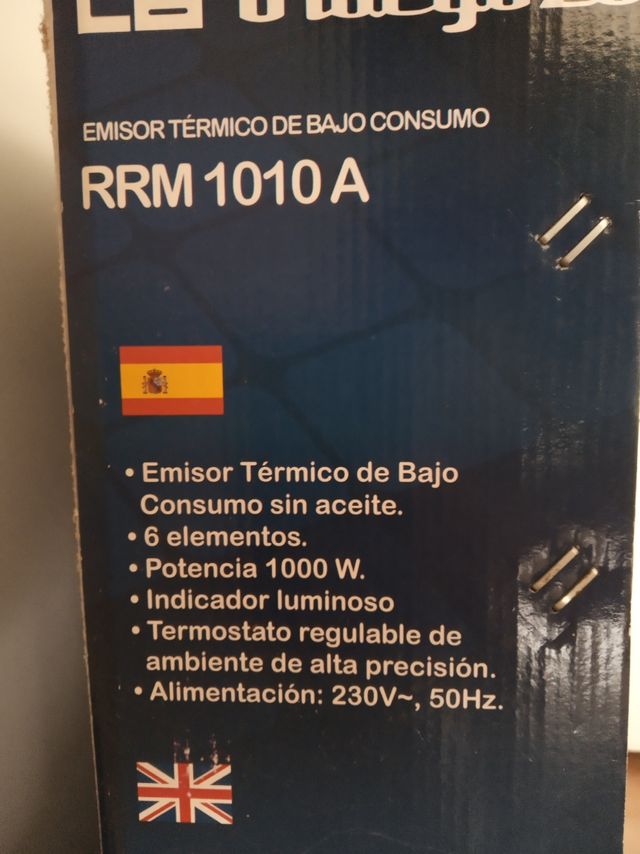 EMISOR TÉRMICO DE BAJO CONSUMO
RRM 1010 A
• Emisor Térmico de Bajo
Consumo sin aceite.
• 6 elementos.
• Potencia 1000 W.
• Indicador luminoso
• Termostato regulable de
ambiente de alta precisión.
• Alimentación: 230V~, 50Hz.